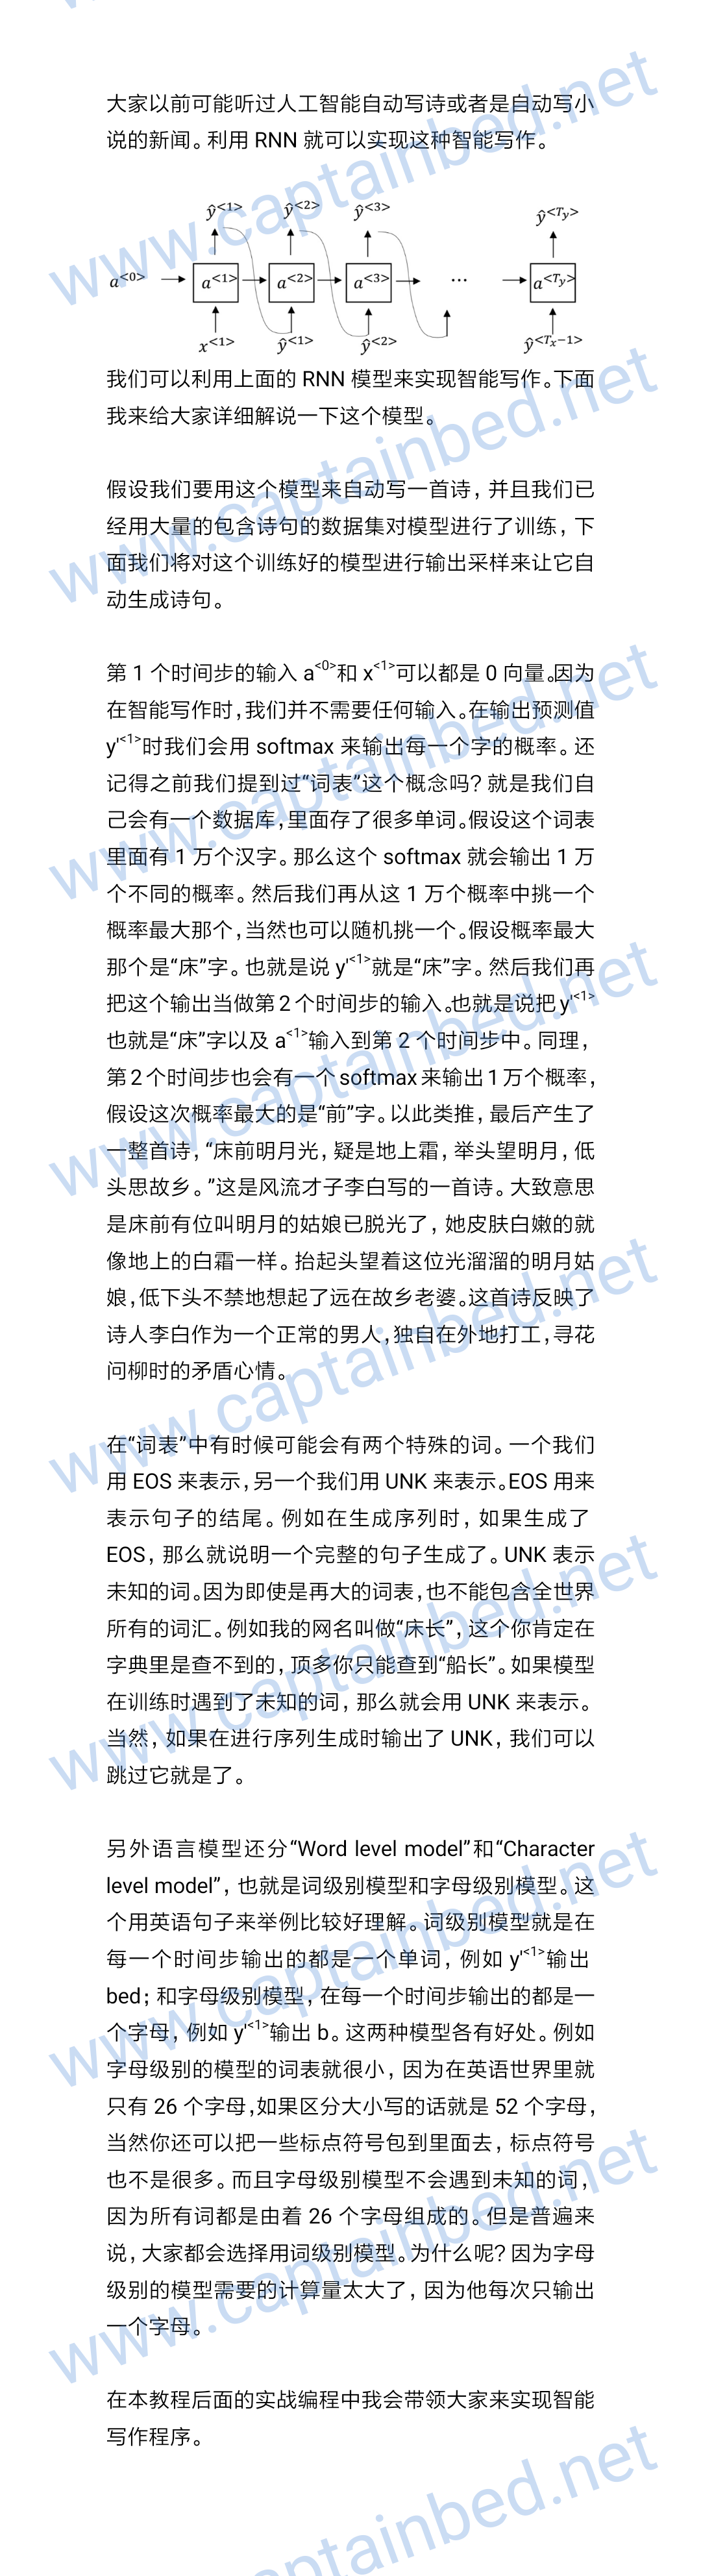 大家以前可能听过人工智能自动写诗或者是自动写小
说的新闻。利用 RNN 就可以实现这种智能写作。
ŷ<1> ŷ<2> ŷ<3> ŷ<Ty>
a<0> a<1> a<2> a<3> … a<Ty>
x<1> ŷ<1> ŷ<2> ŷ<Tx−1>
我们可以利用上面的 RNN 模型来实现智能写作。下面
我来给大家详细解说一下这个模型。
假设我们要用这个模型来自动写一首诗，并且我们已
经用大量的包含诗句的数据集对模型进行了训练，下
面我们将对这个训练好的模型进行输出采样来让它自
动生成诗句。
第 1 个时间步的输入 a<0>和 x<1>可以都是 0 向量。因为
在智能写作时，我们并不需要任何输入。在输出预测值
y'<1>时我们会用 softmax 来输出每一个字的概率。还
记得之前我们提到过“词表”这个概念吗？就是我们自
己会有一个数据库，里面存了很多单词。假设这个词表
里面有 1 万个汉字。那么这个 softmax 就会输出 1 万
个不同的概率。然后我们再从这 1 万个概率中挑一个
概率最大那个，当然也可以随机挑一个。假设概率最大
那个是“床”字。也就是说 y'<1>就是“床”字。然后我们再
把这个输出当做第 2 个时间步的输入。也就是说把 y'<1>
也就是“床”字以及 a<1>输入到第 2 个时间步中。同理，
第 2 个时间步也会有一个 softmax 来输出 1 万个概率，
假设这次概率最大的是“前”字。以此类推，最后产生了
一整首诗，“床前明月光，疑是地上霜，举头望明月，低
头思故乡。”这是风流才子李白写的一首诗。大致意思
是床前有位叫明月的姑娘已脱光了，她皮肤白嫩的就
像地上的白霜一样。抬起头望着这位光溜溜的明月姑
娘，低下头不禁地想起了远在故乡老婆。这首诗反映了
诗人李白作为一个正常的男人，独自在外地打工，寻花
问柳时的矛盾心情。
在“词表”中有时候可能会有两个特殊的词。一个我们
用 EOS 来表示，另一个我们用 UNK 来表示。EOS 用来
表示句子的结尾。例如在生成序列时，如果生成了
EOS，那么就说明一个完整的句子生成了。UNK 表示
未知的词。因为即使是再大的词表，也不能包含全世界
所有的词汇。例如我的网名叫做“床长”，这个你肯定在
字典里是查不到的，顶多你只能查到“船长”。如果模型
在训练时遇到了未知的词，那么就会用 UNK 来表示。
当然，如果在进行序列生成时输出了 UNK，我们可以
跳过它就是了。
另外语言模型还分“Word level model”和“Character
level model”，也就是词级别模型和字母级别模型。这
个用英语句子来举例比较好理解。词级别模型就是在
每一个时间步输出的都是一个单词，例如 y'<1>输出
bed；和字母级别模型，在每一个时间步输出的都是一
个字母，例如 y'<1>输出 b。这两种模型各有好处。例如
字母级别的模型的词表就很小，因为在英语世界里就
只有 26 个字母，如果区分大小写的话就是 52 个字母，
当然你还可以把一些标点符号包到里面去，标点符号
也不是很多。而且字母级别模型不会遇到未知的词，
因为所有词都是由着 26 个字母组成的。但是普遍来
说，大家都会选择用词级别模型。为什么呢？因为字母
级别的模型需要的计算量太大了，因为他每次只输出
一个字母。
在本教程后面的实战编程中我会带领大家来实现智能
写作程序。
www.captainbed.net
www.captainbed.net
www.captainbed.net
www.captainbed.net
www.captainbed.net
www.captainbed.net
www.captainbed.net
www.captainbed.net
captainbed.net